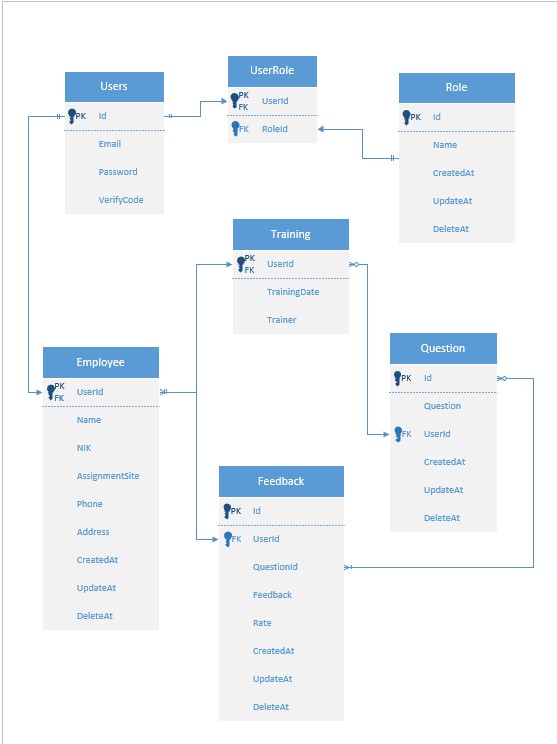 Users
PK Id
Email
Password
VerifyCode
UserRole
PK
FK
UserId
FK RoleId
Role
PK Id
Name
CreatedAt
UpdateAt
DeleteAt
Training
PK
FK
UserId
TrainingDate
Trainer
Employee
PK
FK
UserId
Name
NIK
AssignmentSite
Phone
Address
CreatedAt
UpdateAt
DeleteAt
Question
PK Id
Question
FK UserId
CreatedAt
UpdateAt
DeleteAt
Feedback
PK Id
FK UserId
QuestionId
Feedback
Rate
CreatedAt
UpdateAt
DeleteAt